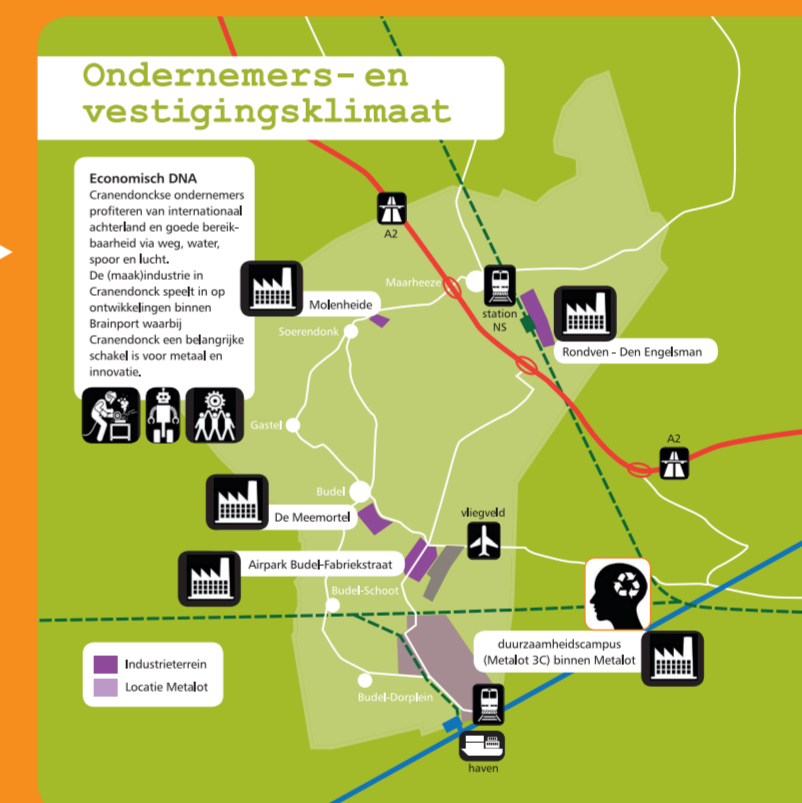 Ondernemers- en
vestigingsklimaat
Economisch DNA
Cranendonckse ondernemers
profiteren van internationaal
achterland en goede bereik-
baarheid via weg, water,
spoor en lucht.
De (maak)industrie in
Cranendonck speelt in op
ontwikkelingen binnen
Brainport waarbij
Cranendonck een belangrijke
schakel is voor metaal en
innovatie.
A2
Maarheeze
Molenheide
station
NS
Soerendonk
Rondven - Den Engelsman
Gastel
A2
Budel
De Meemortel
vliegveld
Airpark Budel-Fabriekstraat
Budel-Schoot
duurzaamheidscampus
(Metalot 3C) binnen Metalot
Industrieterrein
Locatie Metalot
Budel-Dorplein
haven